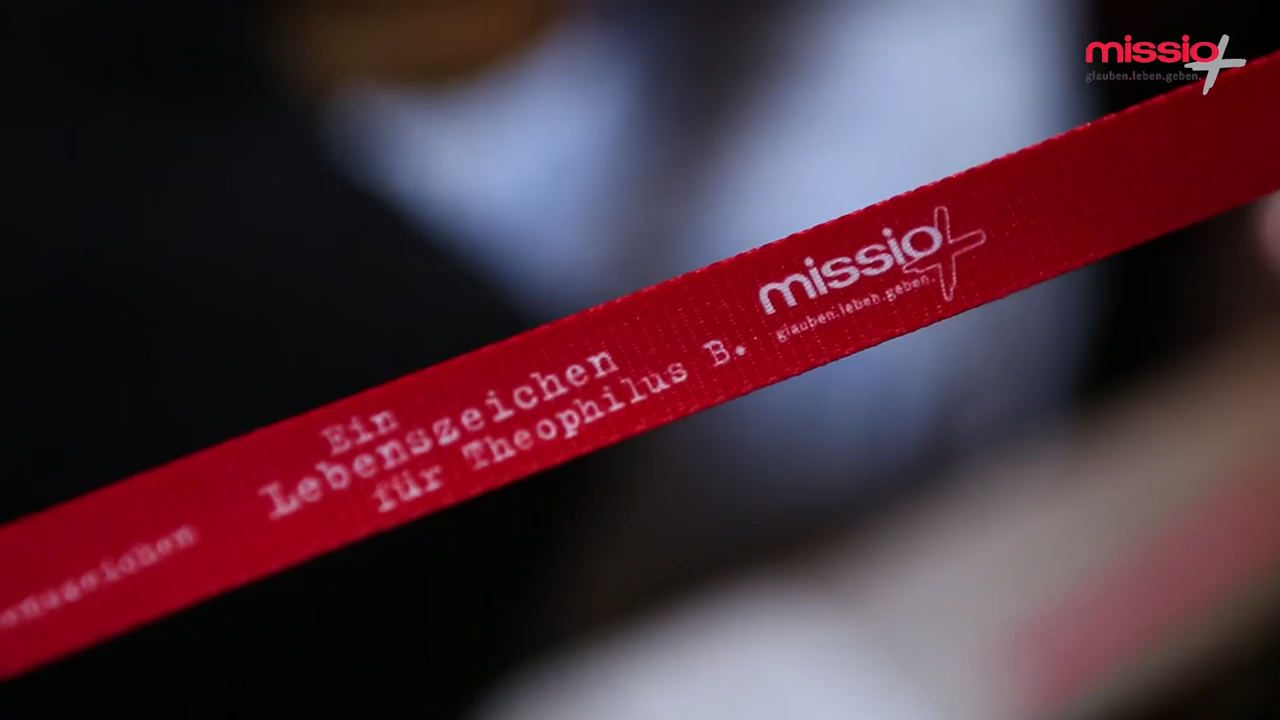 missio
glauben.leben.geben.
missio
glauben.leben.geben.
Ein
Lebenszeichen
für Theophilus B.